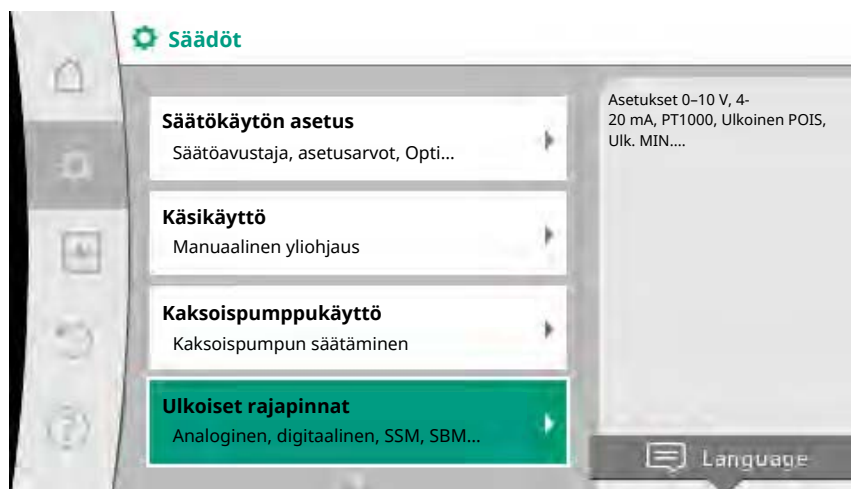 Säädöt
Säätökäytön asetus
Säätöavustaja, asetusarvot, Opti...
Käsikäyttö
Manuaalinen yliohjaus
Kaksoispumppukäyttö
Kaksoispumpun säätäminen
Ulkoiset rajapinnat
Analoginen, digitaalinen, SSM, SBM...
Asetukset 0–10 V, 4-
20 mA, PT1000, Ulkoinen POIS,
Ulk. MIN....
Language